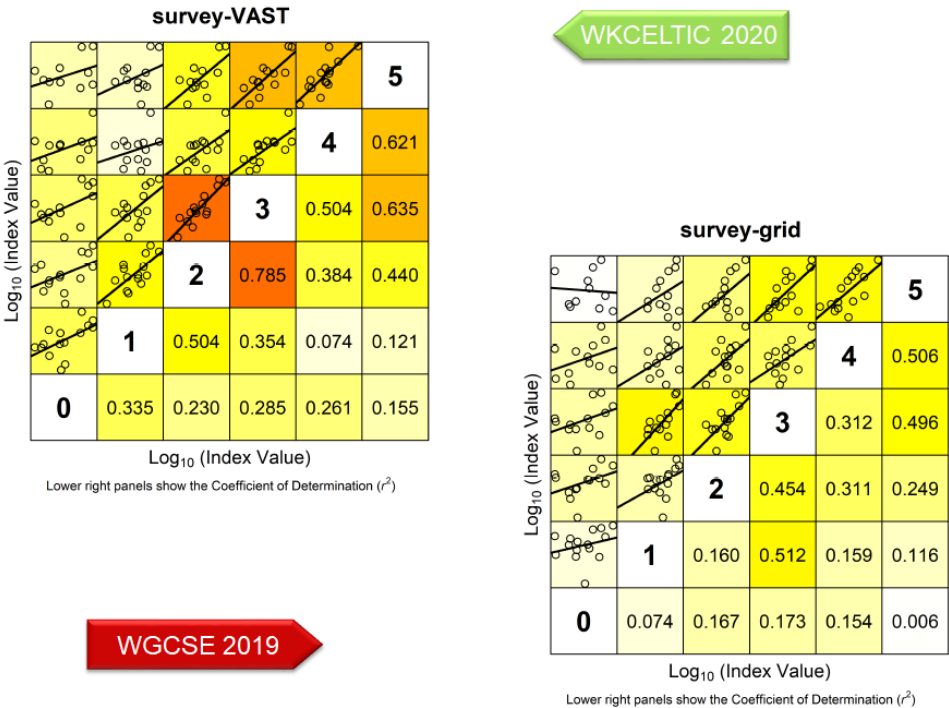 survey-VAST
5
4 0.621
3 0.504 0.635
2 0.785 0.384 0.440
1 0.504 0.354 0.074 0.121
0 0.335 0.230 0.285 0.261 0.155
Log₁₀ (Index Value)
Log₁₀ (Index Value)
Lower right panels show the Coefficient of Determination (r²)
WKCELTIC 2020
survey-grid
5
4 0.506
3 0.312 0.496
2 0.454 0.311 0.249
1 0.160 0.512 0.159 0.116
0 0.074 0.167 0.173 0.154 0.006
Log₁₀ (Index Value)
Log₁₀ (Index Value)
Lower right panels show the Coefficient of Determination (r²)
WGCSE 2019